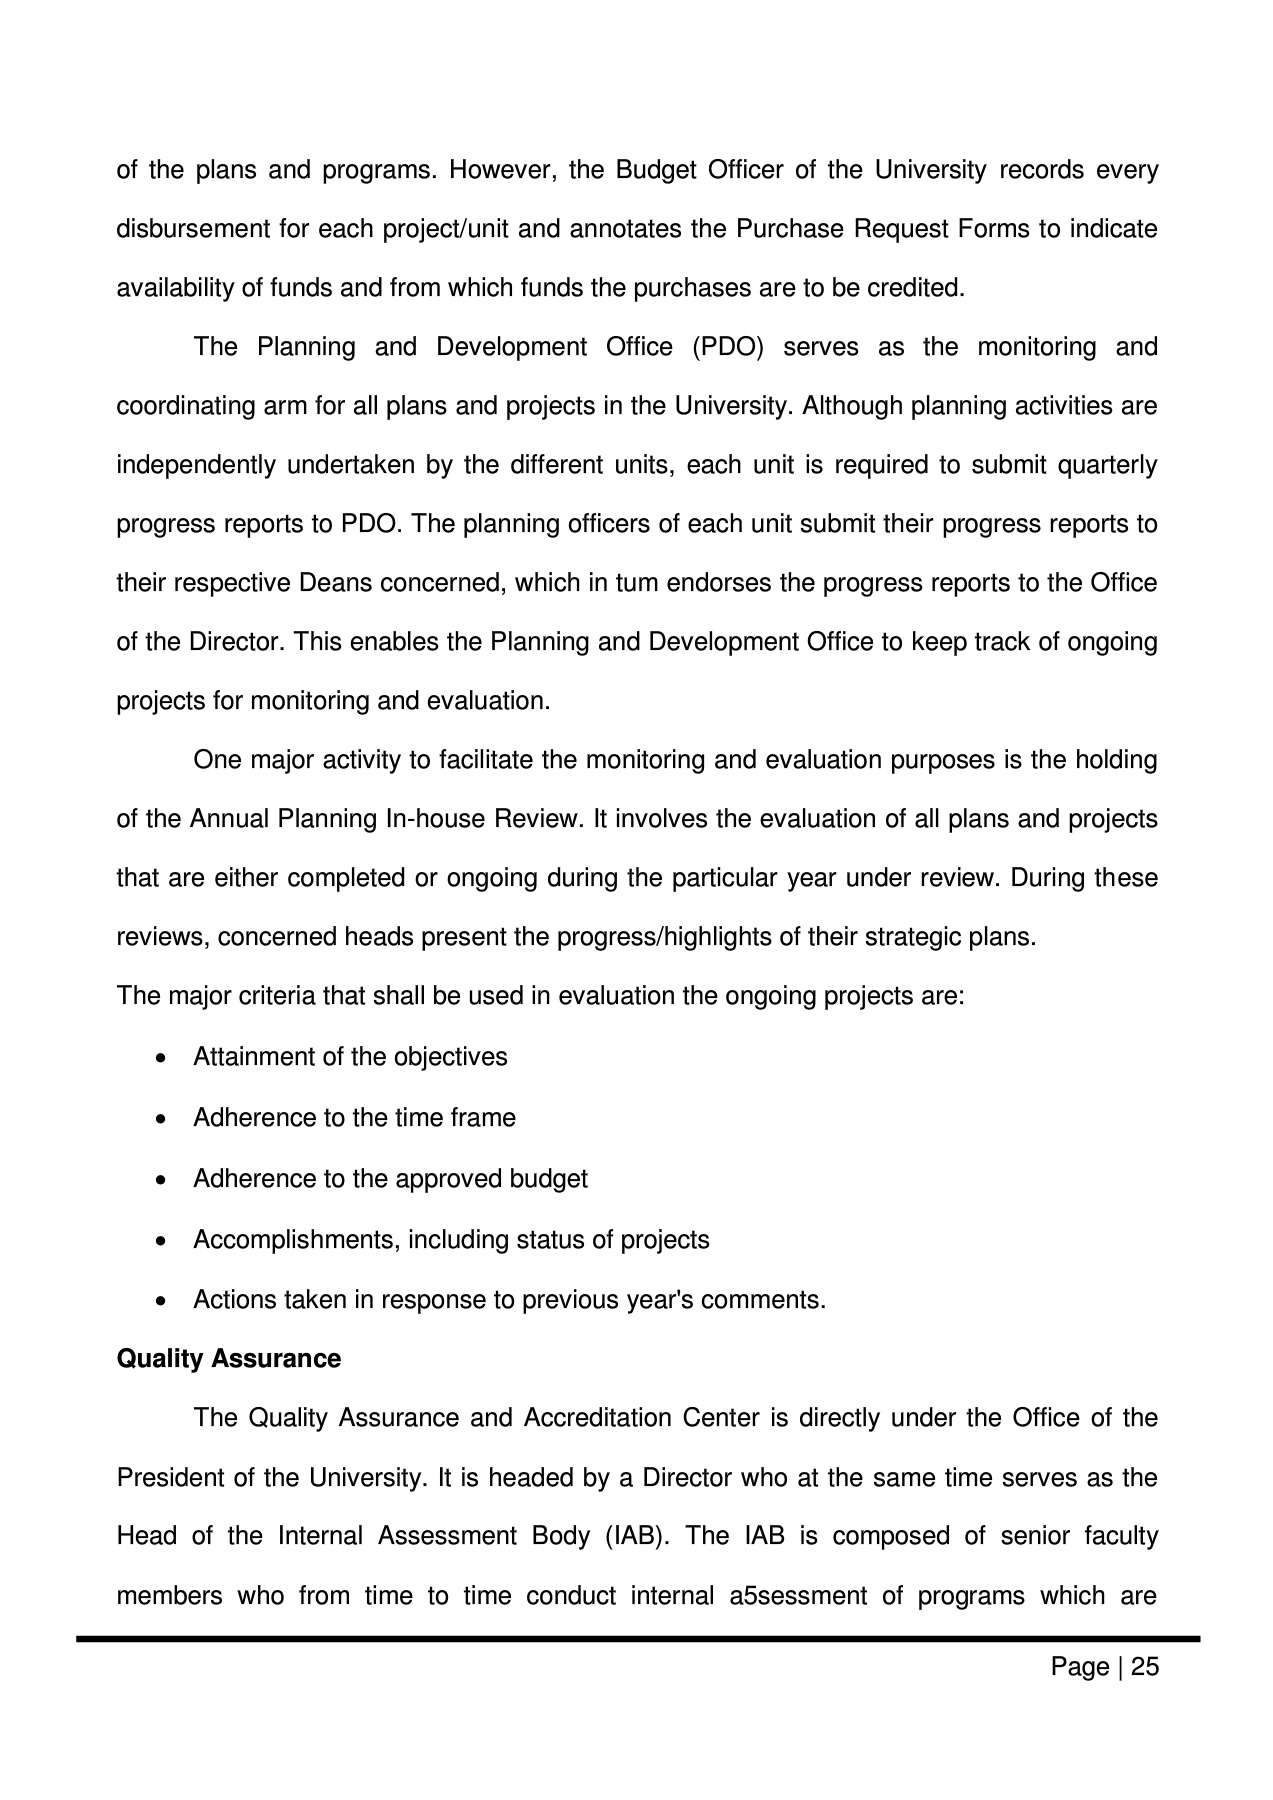 of the plans and programs. However, the Budget Officer of the University records every
disbursement for each project/unit and annotates the Purchase Request Forms to indicate
availability of funds and from which funds the purchases are to be credited.
The Planning and Development Office (PDO) serves as the monitoring and
coordinating arm for all plans and projects in the University. Although planning activities are
independently undertaken by the different units, each unit is required to submit quarterly
progress reports to PDO. The planning officers of each unit submit their progress reports to
their respective Deans concerned, which in tum endorses the progress reports to the Office
of the Director. This enables the Planning and Development Office to keep track of ongoing
projects for monitoring and evaluation.
One major activity to facilitate the monitoring and evaluation purposes is the holding
of the Annual Planning In-house Review. It involves the evaluation of all plans and projects
that are either completed or ongoing during the particular year under review. During these
reviews, concerned heads present the progress/highlights of their strategic plans.
The major criteria that shall be used in evaluation the ongoing projects are:
• Attainment of the objectives
• Adherence to the time frame
• Adherence to the approved budget
• Accomplishments, including status of projects
• Actions taken in response to previous year's comments.
Quality Assurance
The Quality Assurance and Accreditation Center is directly under the Office of the
President of the University. It is headed by a Director who at the same time serves as the
Head of the Internal Assessment Body (IAB). The IAB is composed of senior faculty
members who from time to time conduct internal a5sessment of programs which are
Page | 25